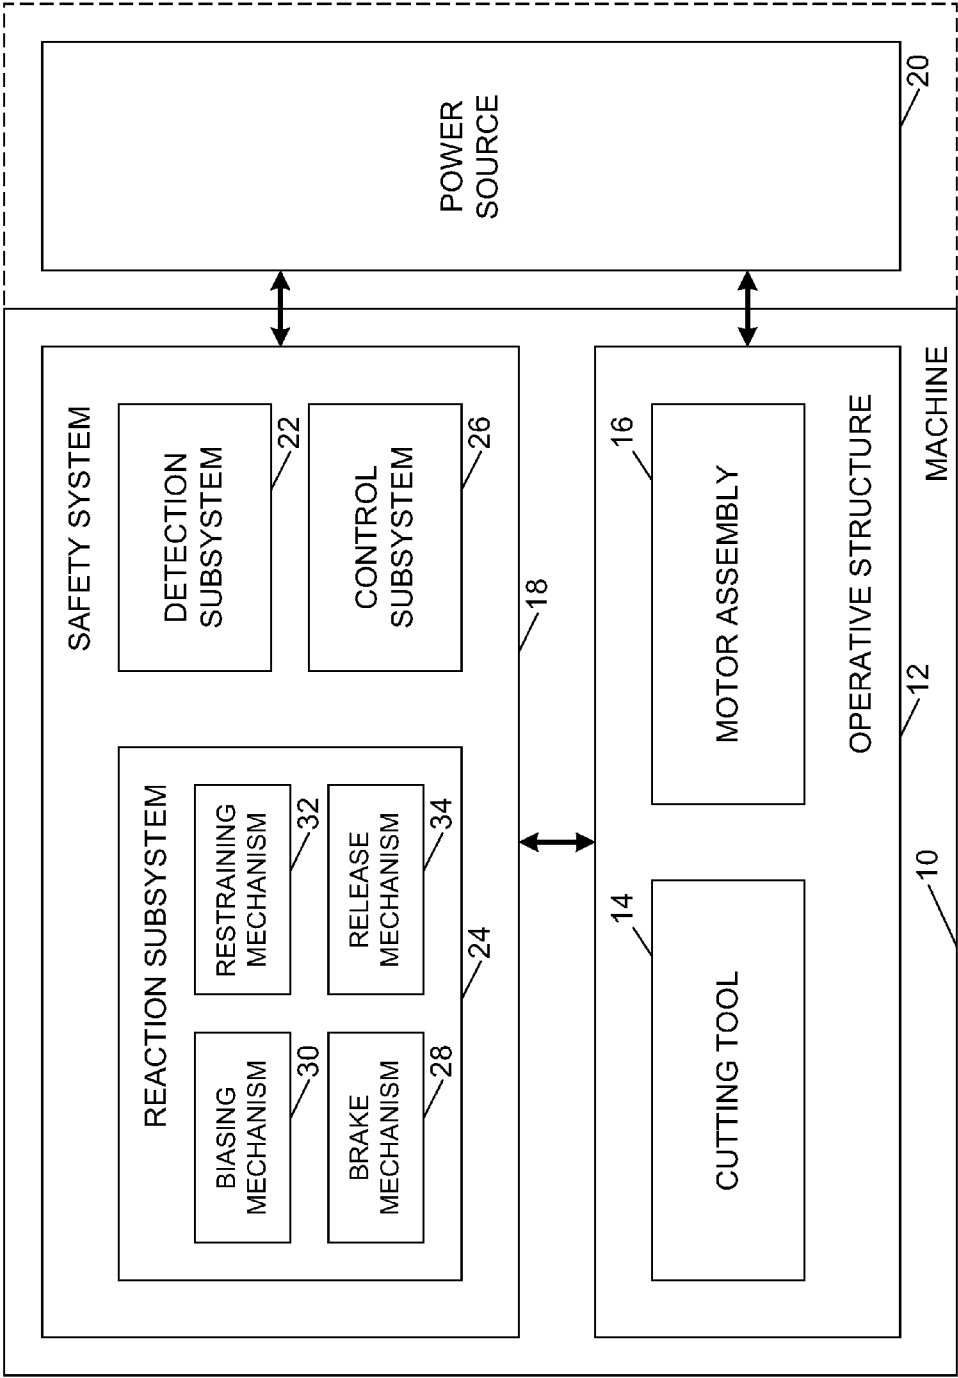 MACHINE
10
OPERATIVE STRUCTURE
12
CUTTING TOOL
14
MOTOR ASSEMBLY
16
SAFETY SYSTEM
18
REACTION SUBSYSTEM
24
BIASING
MECHANISM
30
RESTRAINING
MECHANISM
32
BRAKE
MECHANISM
28
RELEASE
MECHANISM
34
DETECTION
SUBSYSTEM
22
CONTROL
SUBSYSTEM
26
POWER
SOURCE
20